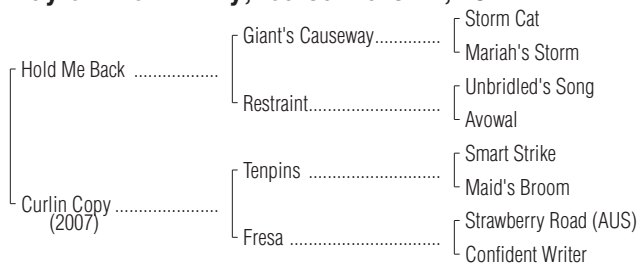 Storm Cat
Giant's Causeway..............
Mariah's Storm
Hold Me Back ..................
Unbridled's Song
Restraint............................
Avowal
Smart Strike
Tenpins ............................
Maid's Broom
Curlin Copy ......................
(2007)
Strawberry Road (AUS)
Fresa ................................
Confident Writer